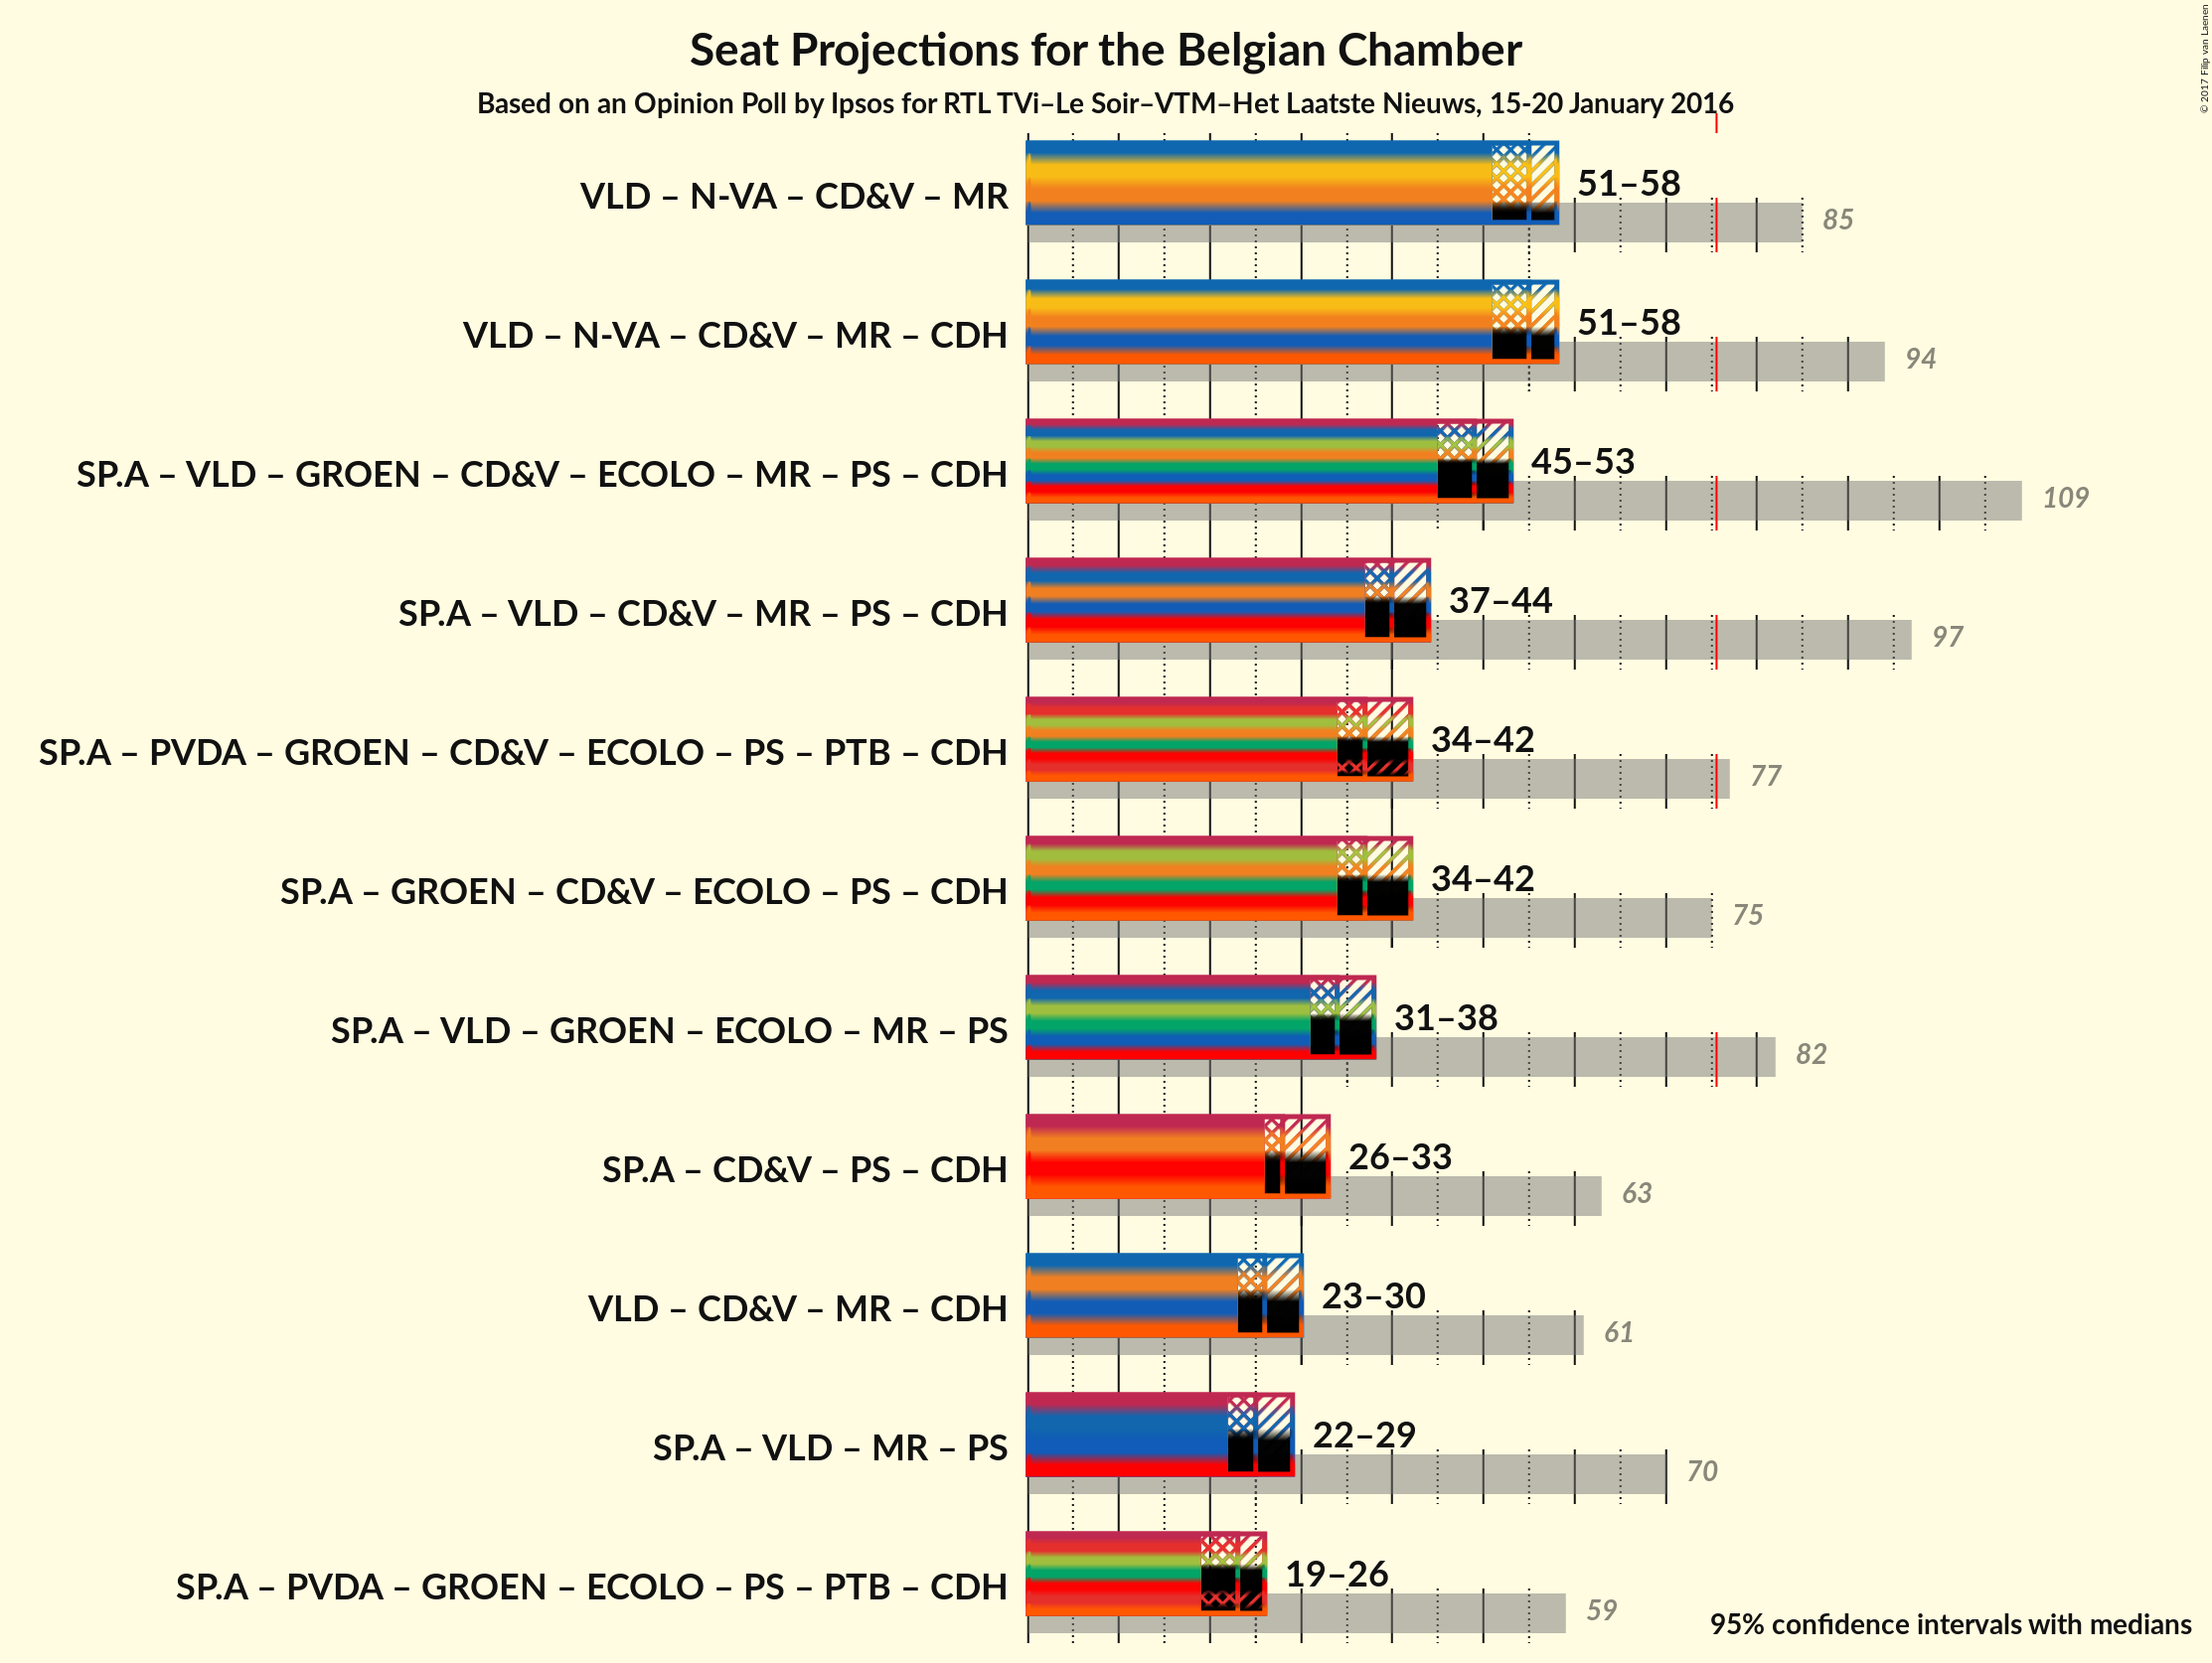 Seat Projections for the Belgian Chamber
Based on an Opinion Poll by Ipsos for RTL TVi–Le Soir–VTM–Het Laatste Nieuws, 15-20 January 2016
© 2017 Filip van Laenen
VLD – N-VA – CD&V – MR
51–58
85
VLD – N-VA – CD&V – MR – CDH
51–58
94
SP.A – VLD – GROEN – CD&V – ECOLO – MR – PS – CDH
45–53
109
SP.A – VLD – CD&V – MR – PS – CDH
37–44
97
SP.A – PVDA – GROEN – CD&V – ECOLO – PS – PTB – CDH
34–42
77
SP.A – GROEN – CD&V – ECOLO – PS – CDH
34–42
75
SP.A – VLD – GROEN – ECOLO – MR – PS
31–38
82
SP.A – CD&V – PS – CDH
26–33
63
VLD – CD&V – MR – CDH
23–30
61
SP.A – VLD – MR – PS
22–29
70
SP.A – PVDA – GROEN – ECOLO – PS – PTB – CDH
19–26
59
95% confidence intervals with medians